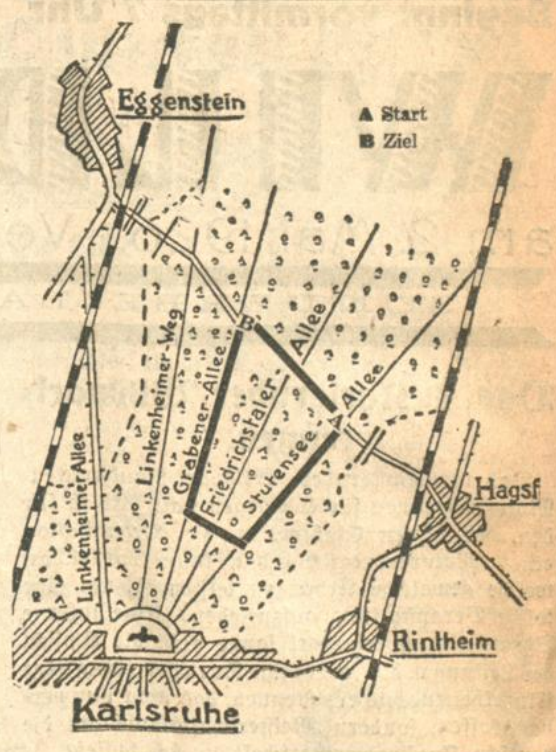 Eggenstein
A Start
B Ziel
B
Allee
Linkenheimer-Weg
Grabener-Allee
Friedrichstaler-
Allee
A
Stutensee
Linkenheimer Allee
Hagsf
Rintheim
Karlsruhe